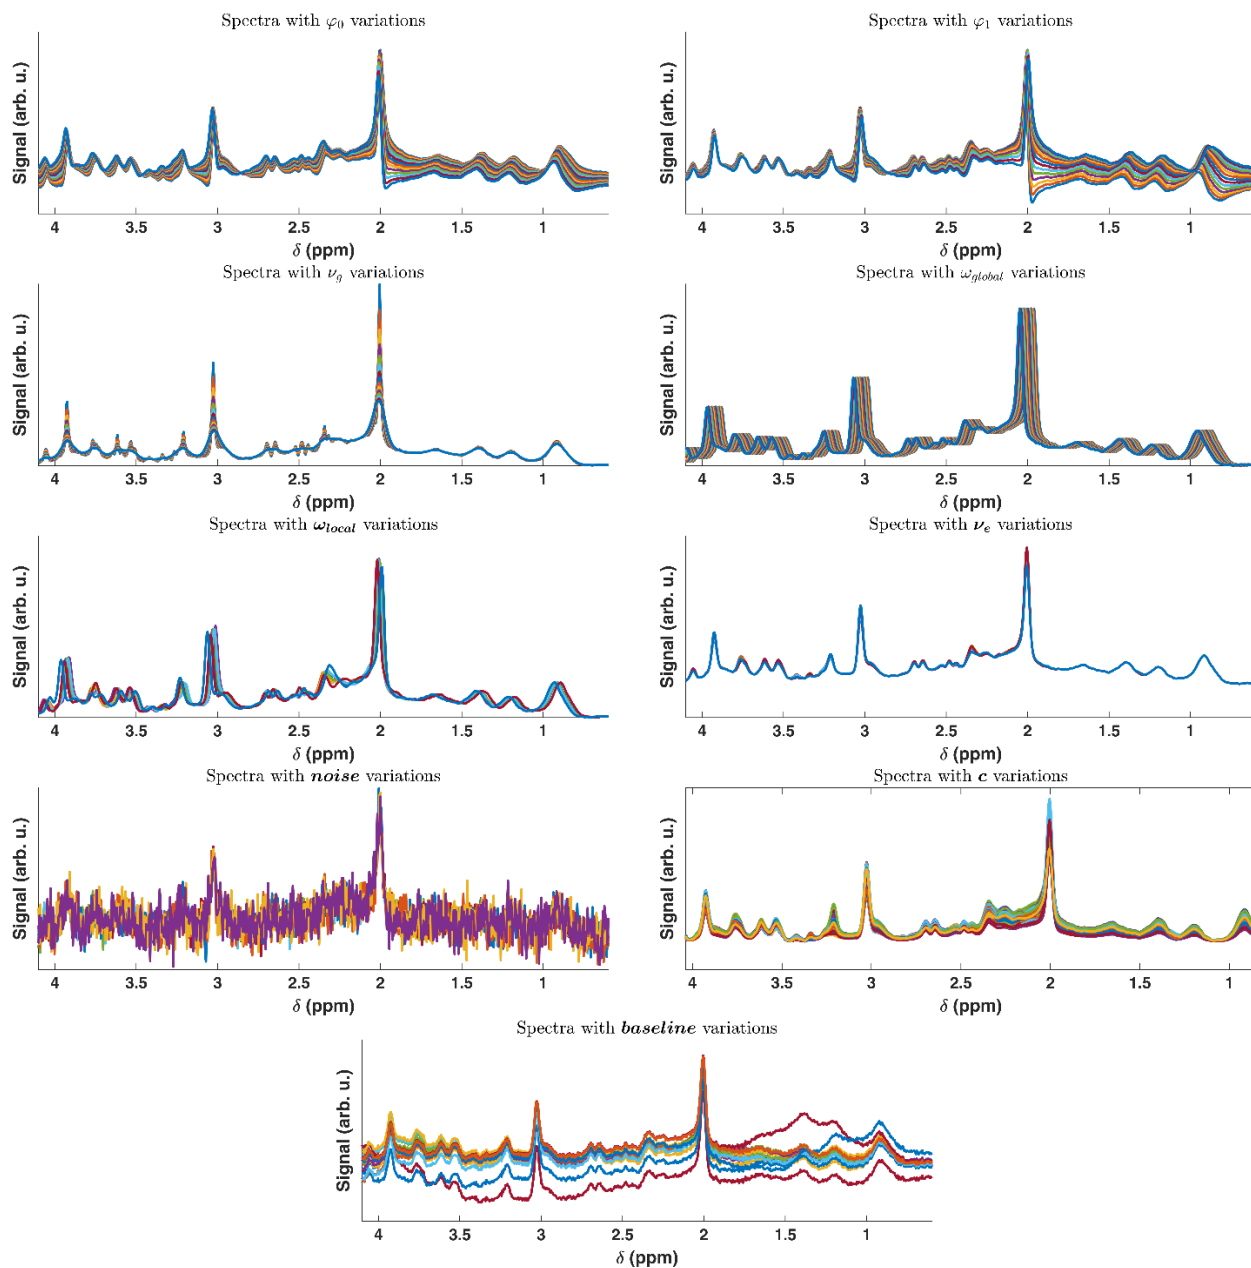 Spectra with φ₀ variations
Signal (arb. u.)
4 3.5 3 2.5 2 1.5 1
δ (ppm)
Spectra with φ₁ variations
Signal (arb. u.)
4 3.5 3 2.5 2 1.5 1
δ (ppm)
Spectra with ν_g variations
Signal (arb. u.)
4 3.5 3 2.5 2 1.5 1
δ (ppm)
Spectra with ω_global variations
Signal (arb. u.)
4 3.5 3 2.5 2 1.5 1
δ (ppm)
Spectra with ω_local variations
Signal (arb. u.)
4 3.5 3 2.5 2 1.5 1
δ (ppm)
Spectra with ν_e variations
Signal (arb. u.)
4 3.5 3 2.5 2 1.5 1
δ (ppm)
Spectra with noise variations
Signal (arb. u.)
4 3.5 3 2.5 2 1.5 1
δ (ppm)
Spectra with c variations
Signal (arb. u.)
4 3.5 3 2.5 2 1.5 1
δ (ppm)
Spectra with baseline variations
Signal (arb. u.)
4 3.5 3 2.5 2 1.5 1
δ (ppm)